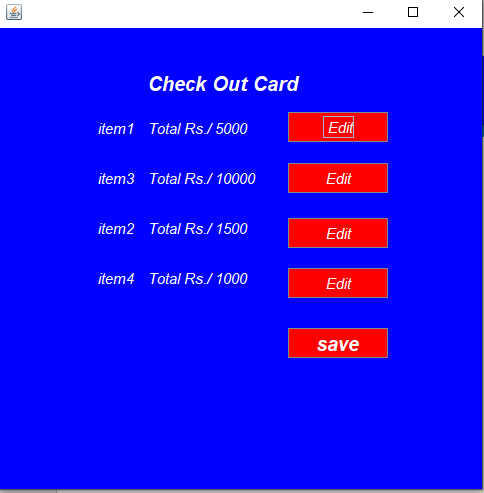 Check Out Card
item1 Total Rs./ 5000 Edit
item3 Total Rs./ 10000 Edit
item2 Total Rs./ 1500 Edit
item4 Total Rs./ 1000 Edit
save